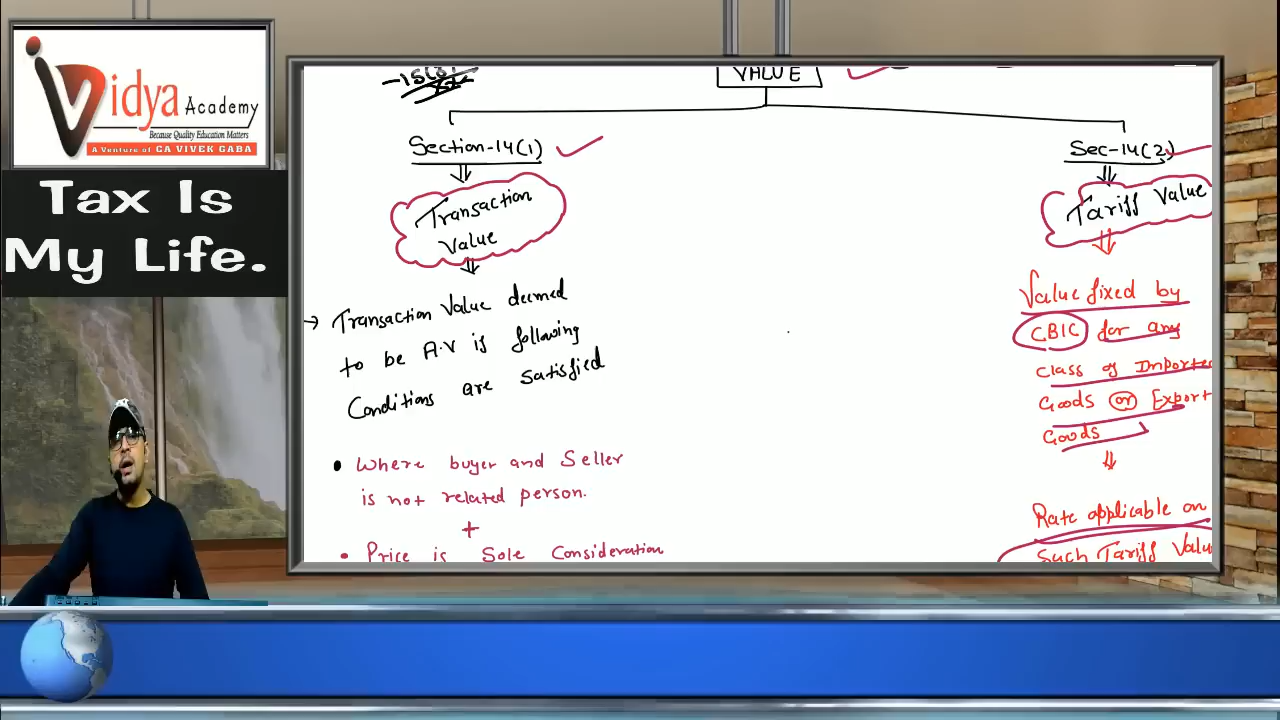 Vidya Academy
Because Quality Education Matters
A Venture of CA VIVEK GABA
Tax Is
My Life.
VALUE
Section-14(1)
Transaction
Value
→ Transaction Value deemed
to be A.V is following
Conditions are satisfied
• Where buyer and Seller
is not related person.
+
• Price is Sole Consideration
Sec-14(2)
Tariff Value
Value fixed by
CBIC for any
Class of Imported
Goods or Export
Goods
Rate applicable on
Such Tariff Valu